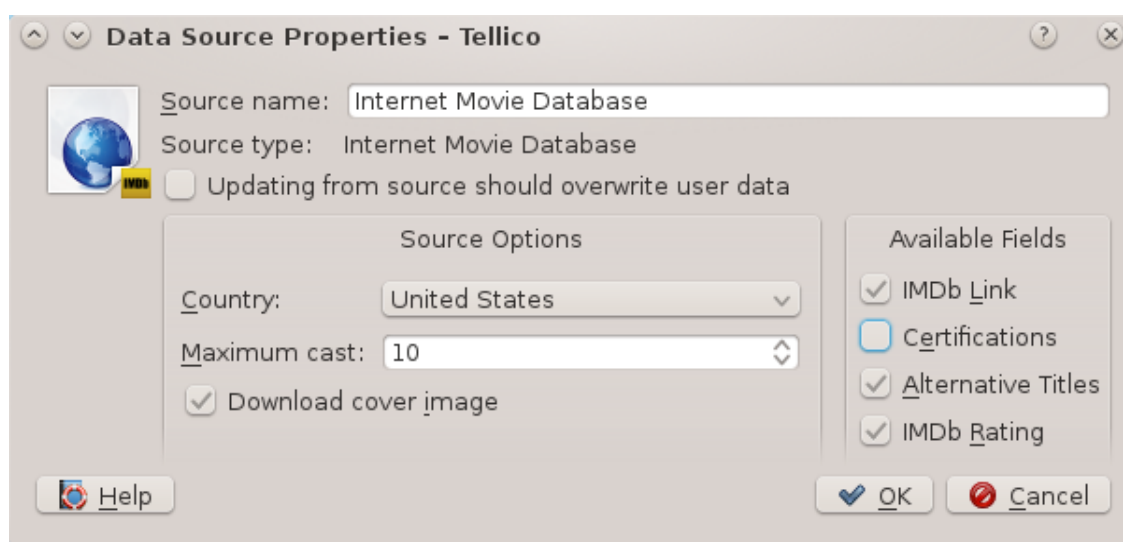 Data Source Properties – Tellico
Source name: Internet Movie Database
Source type: Internet Movie Database
IMDb
Updating from source should overwrite user data
Source Options
Country: United States
Maximum cast: 10
Download cover image
Available Fields
IMDb Link
Certifications
Alternative Titles
IMDb Rating
Help
OK
Cancel